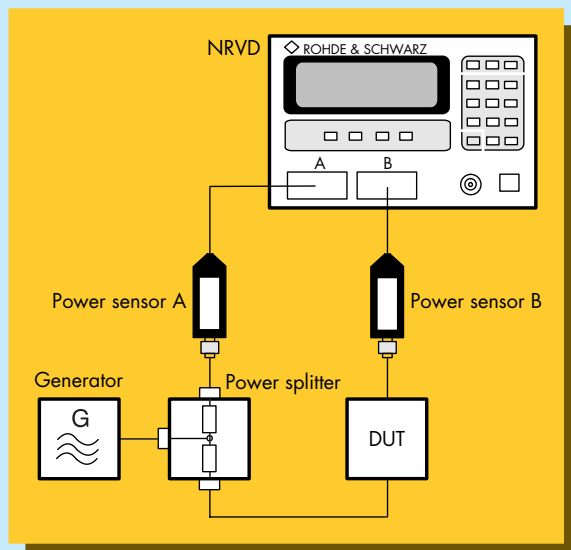 NRVD
ROHDE & SCHWARZ
A B
Power sensor A
Power sensor B
Generator
Power splitter
G
DUT